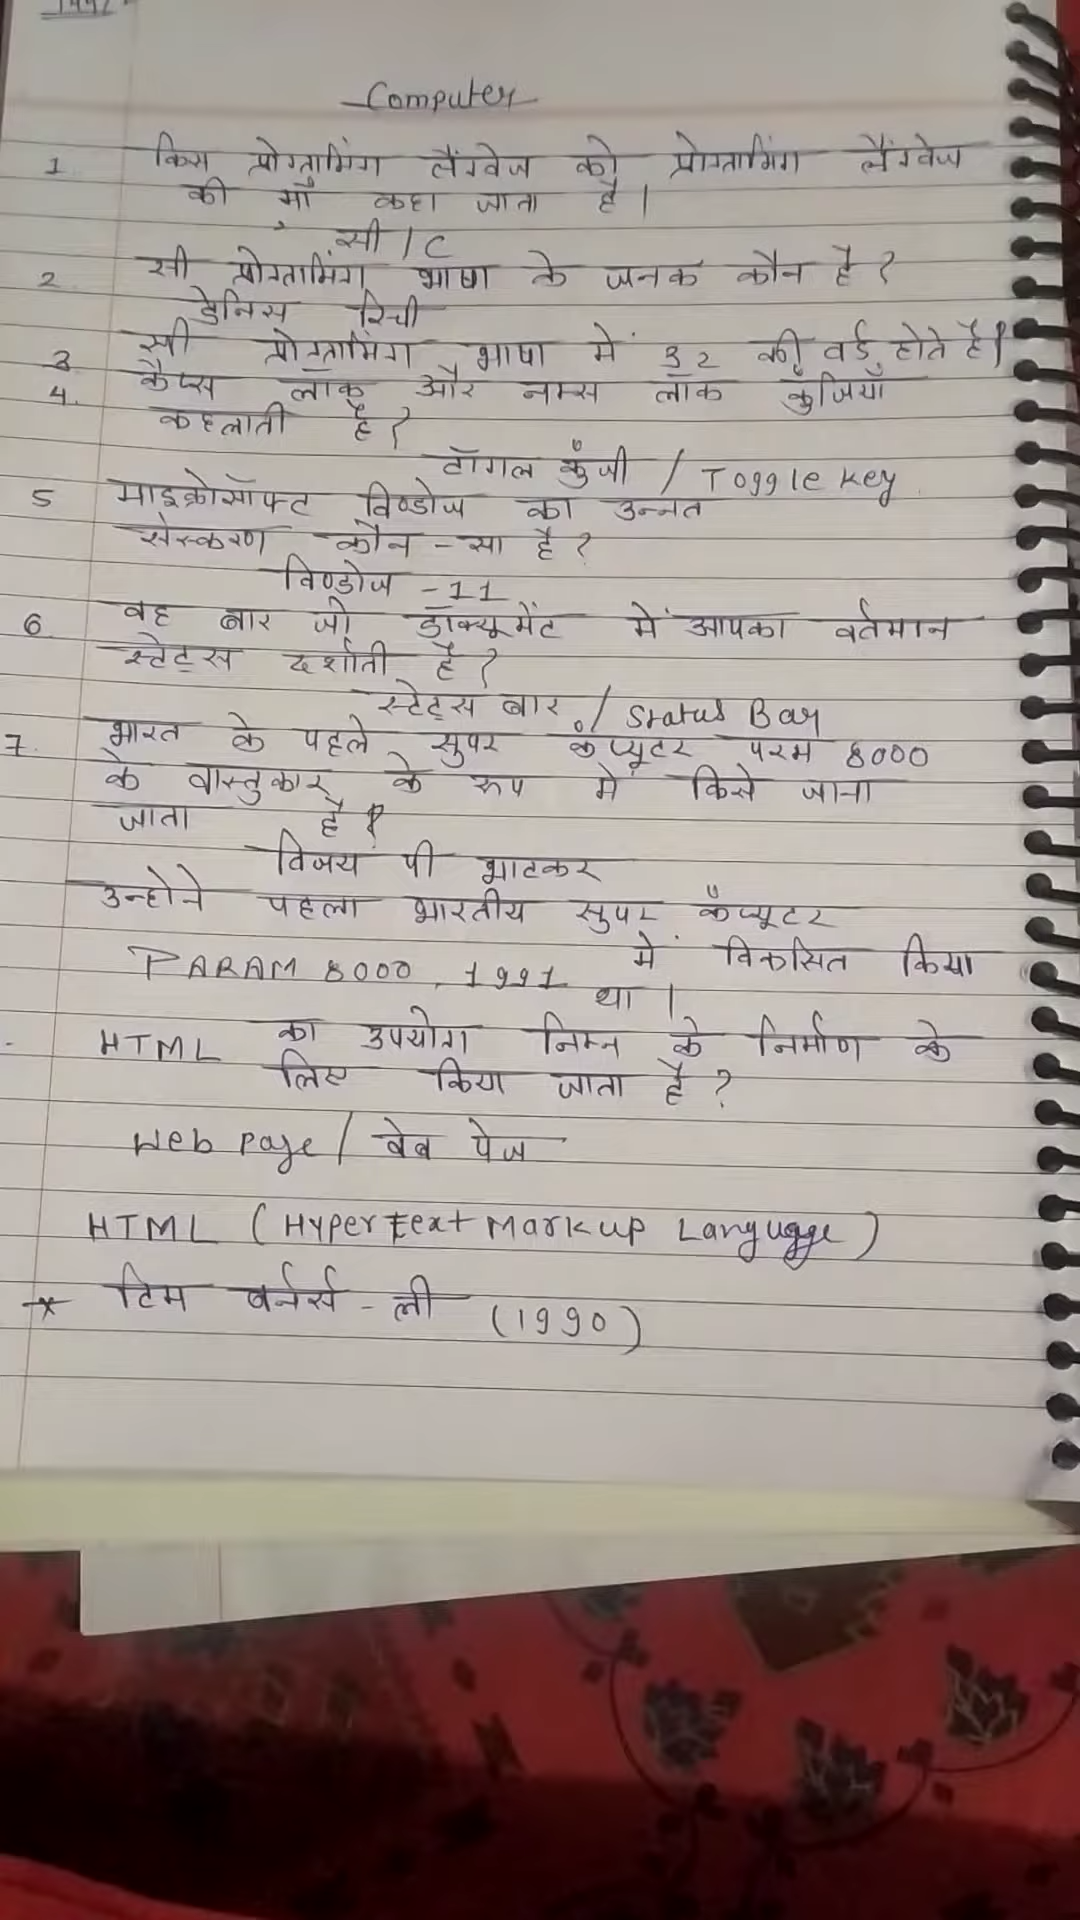 Computer
1 किस प्रोग्रामिंग लैंग्वेज को प्रोग्रामिंग लैंग्वेज
की माँ कहा जाता है।
सी / C
2 सी प्रोग्रामिंग भाषा के जनक कौन है?
डेनिस रिची
3 सी प्रोग्रामिंग भाषा में 32 की वर्ड होते है।
4. कैप्स लॉक और नम्स लॉक कुंजियाँ
कहलाती है?
टॉगल कुँजी / Toggle key
5 माइक्रोसॉफ्ट विण्डोज का उन्नत
संस्करण कौन-सा है?
विण्डोज -11
6 वह बार जो डॉक्यूमेंट में आपका वर्तमान
स्टेट्स दर्शाती है?
स्टेट्स बार / Status Bar
7. भारत के पहले सुपर कंप्यूटर परम 8000
के वास्तुकार के रूप में किसे जाना
जाता है?
विजय पी भाटकर
उन्होने पहला भारतीय सुपर कँप्यूटर
PARAM 8000, 1991 में विकसित किया
था।
HTML का उपयोग निम्न के निर्माण के
लिए किया जाता है?
Web page / वेब पेज
HTML (Hyper Text Markup Langugge)
* टिम बर्नर्स-ली (1990)